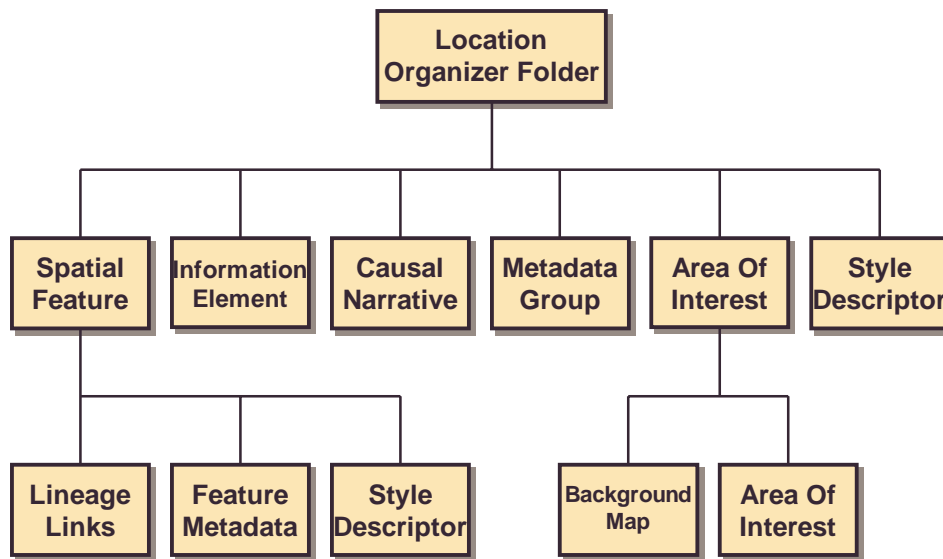 Location
Organizer Folder
Spatial
Feature
Information
Element
Causal
Narrative
Metadata
Group
Area Of
Interest
Style
Descriptor
Lineage
Links
Feature
Metadata
Style
Descriptor
Background
Map
Area Of
Interest